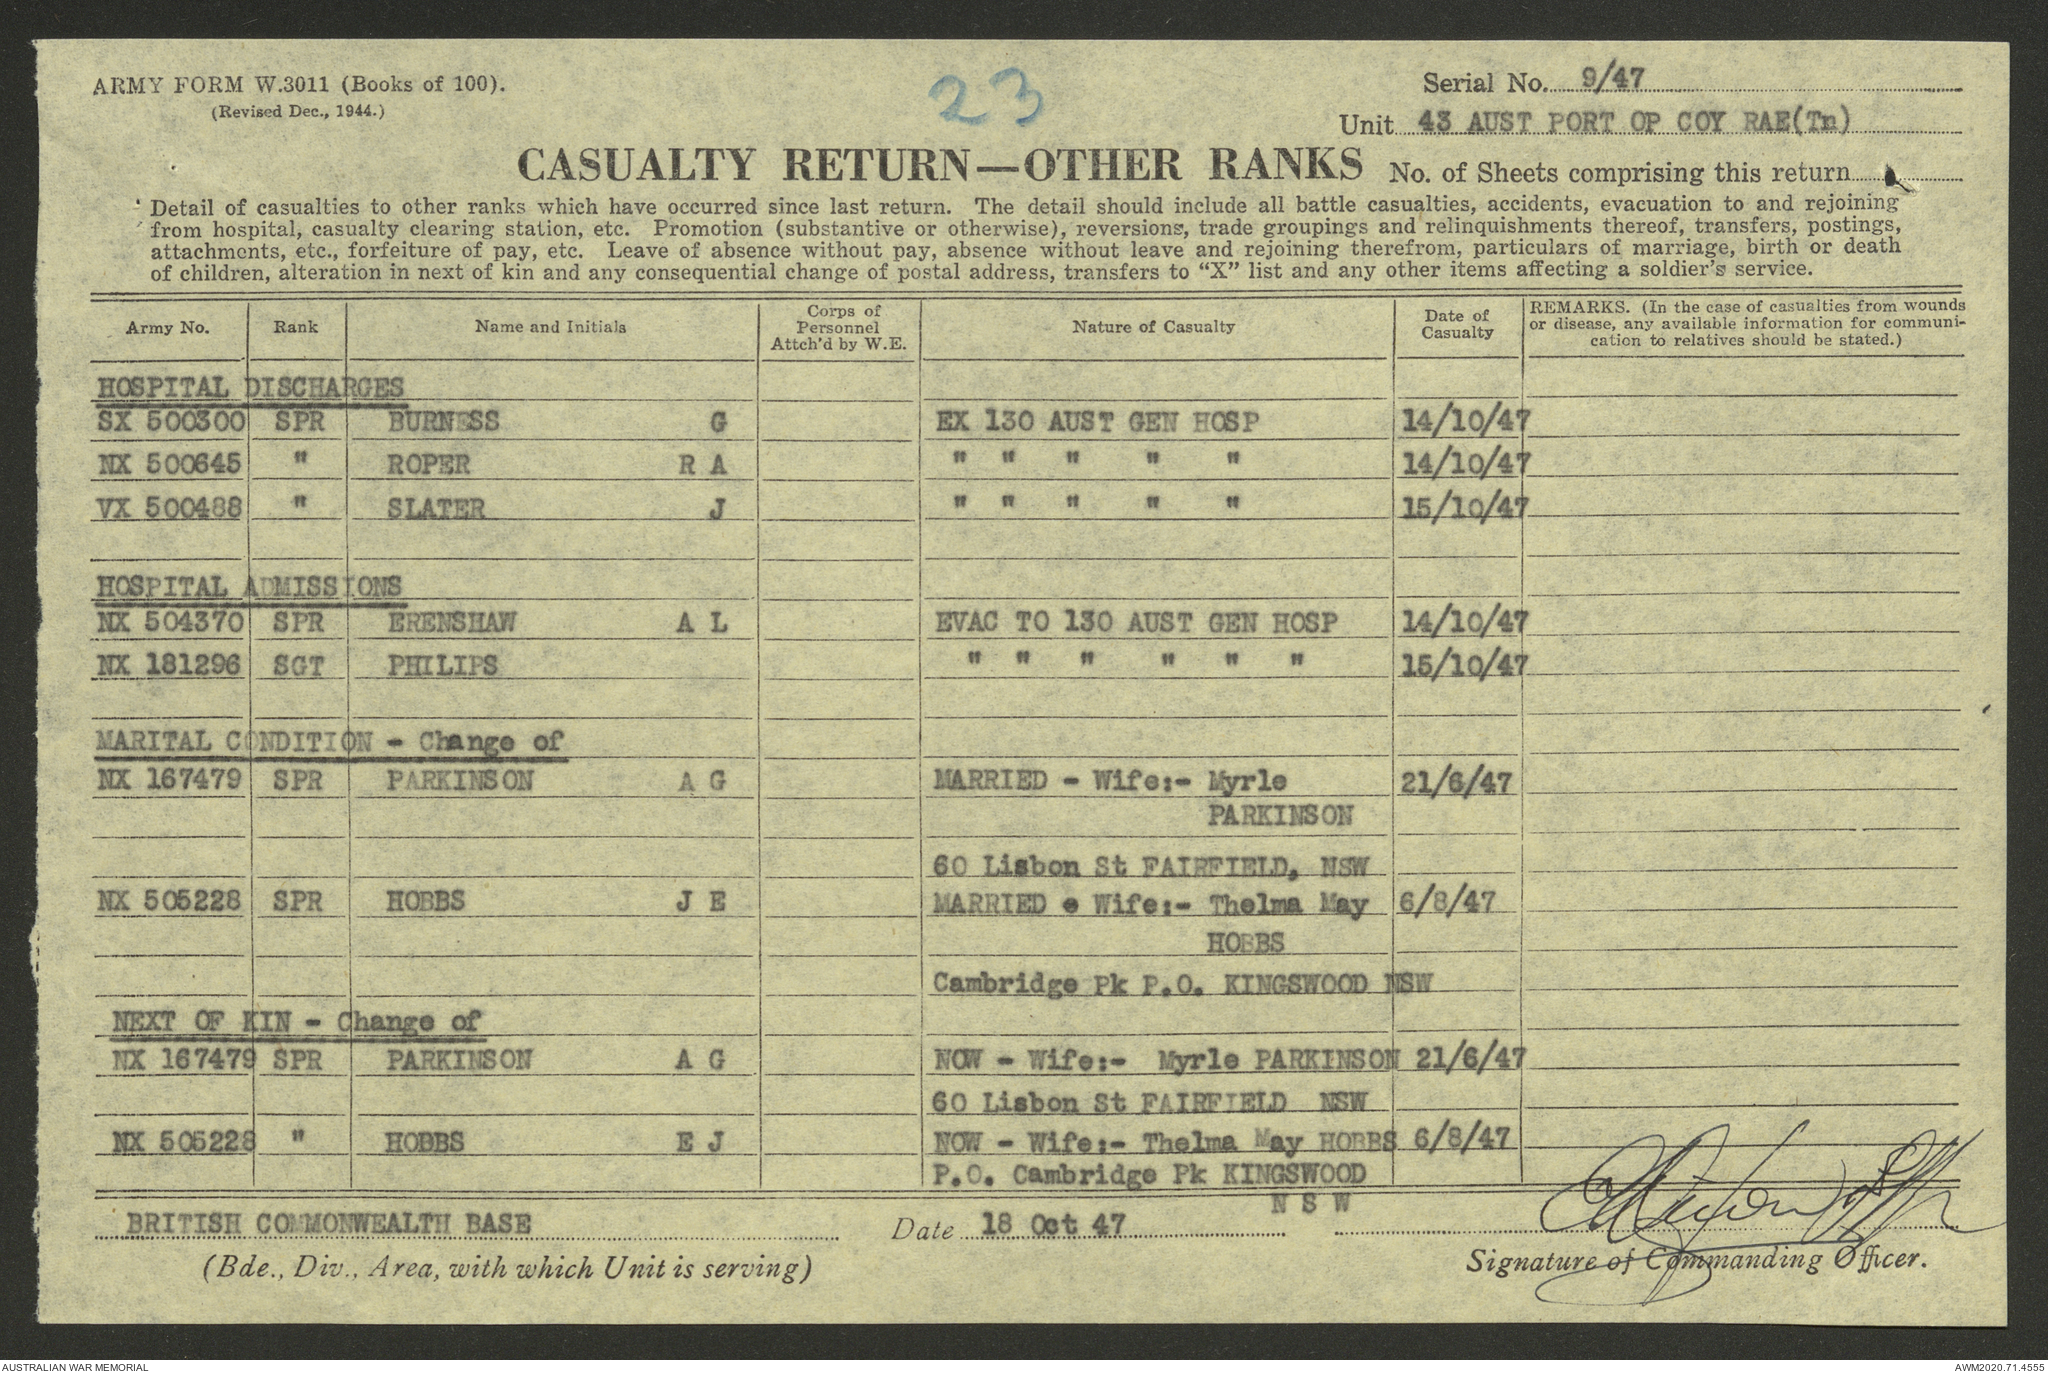 ARMY FORM W.3011 (Books of 100).
(Revised Dec., 1944.)
23
Serial No. 9/47
Unit 43 AUST PORT OP COY RAE(Tn)
CASUALTY RETURN—OTHER RANKS
No. of Sheets comprising this return
Detail of casualties to other ranks which have occurred since last return. The detail should include all battle casualties, accidents, evacuation to and rejoining
from hospital, casualty clearing station, etc. Promotion (substantive or otherwise), reversions, trade groupings and relinquishments thereof, transfers, postings,
attachments, etc., forfeiture of pay, etc. Leave of absence without pay, absence without leave and rejoining therefrom, particulars of marriage, birth or death
of children, alteration in next of kin and any consequential change of postal address, transfers to "X" list and any other items affecting a soldier's service.
Army No. Rank Name and Initials Corps of Personnel Attch'd by W.E. Nature of Casualty Date of Casualty REMARKS. (In the case of casualties from wounds or disease, any available information for communi-cation to relatives should be stated.)
HOSPITAL DISCHARGES
SX 500300 SPR BURNESS G EX 130 AUST GEN HOSP 14/10/47
NX 500645 " ROPER R A " " " " " 14/10/47
VX 500488 " SLATER J " " " " " 15/10/47
HOSPITAL ADMISSIONS
NX 504370 SPR ERENSHAW A L EVAC TO 130 AUST GEN HOSP 14/10/47
NX 181296 SGT PHILIPS " " " " " " 15/10/47
MARITAL CONDITION - Change of
NX 167479 SPR PARKINSON A G MARRIED - Wife:- Myrle 21/6/47
PARKINSON
60 Lisbon St FAIRFIELD, NSW
NX 505228 SPR HOBBS J E MARRIED e Wife:- Thelma May 6/8/47
HOBBS
Cambridge Pk P.O. KINGSWOOD NSW
NEXT OF KIN - Change of
NX 167479 SPR PARKINSON A G NOW - Wife:- Myrle PARKINSON 21/6/47
60 Lisbon St FAIRFIELD NSW
NX 505228 " HOBBS E J NOW - Wife:- Thelma May HOBBS 6/8/47
P.O. Cambridge Pk KINGSWOOD
N S W
BRITISH COMMONWEALTH BASE
Date 18 Oct 47
(Bde., Div., Area, with which Unit is serving)
Signature of Commanding Officer.
AUSTRALIAN WAR MEMORIAL
AWM2020.71.4555